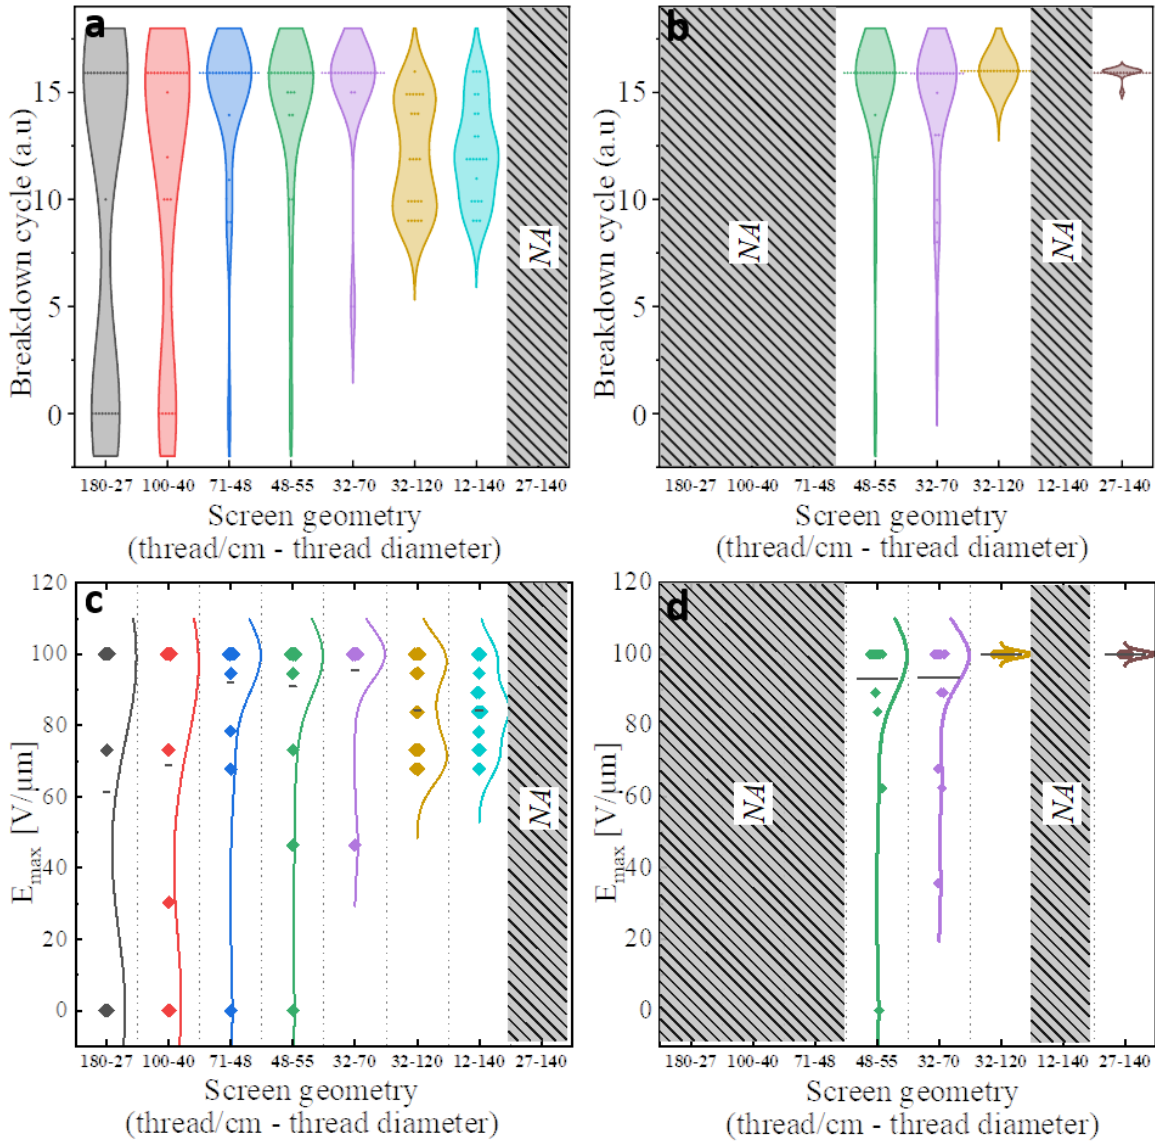 a
Breakdown cycle (a.u)
15
10
5
0
NA
180-27 100-40 71-48 48-55 32-70 32-120 12-140 27-140
Screen geometry
(thread/cm - thread diameter)
b
Breakdown cycle (a.u)
15
10
5
0
NA
NA
180-27 100-40 71-48 48-55 32-70 32-120 12-140 27-140
Screen geometry
(thread/cm - thread diameter)
c
E_max [V/μm]
120
100
80
60
40
20
0
NA
180-27 100-40 71-48 48-55 32-70 32-120 12-140 27-140
Screen geometry
(thread/cm - thread diameter)
d
E_max [V/μm]
120
100
80
60
40
20
0
NA
NA
180-27 100-40 71-48 48-55 32-70 32-120 12-140 27-140
Screen geometry
(thread/cm - thread diameter)